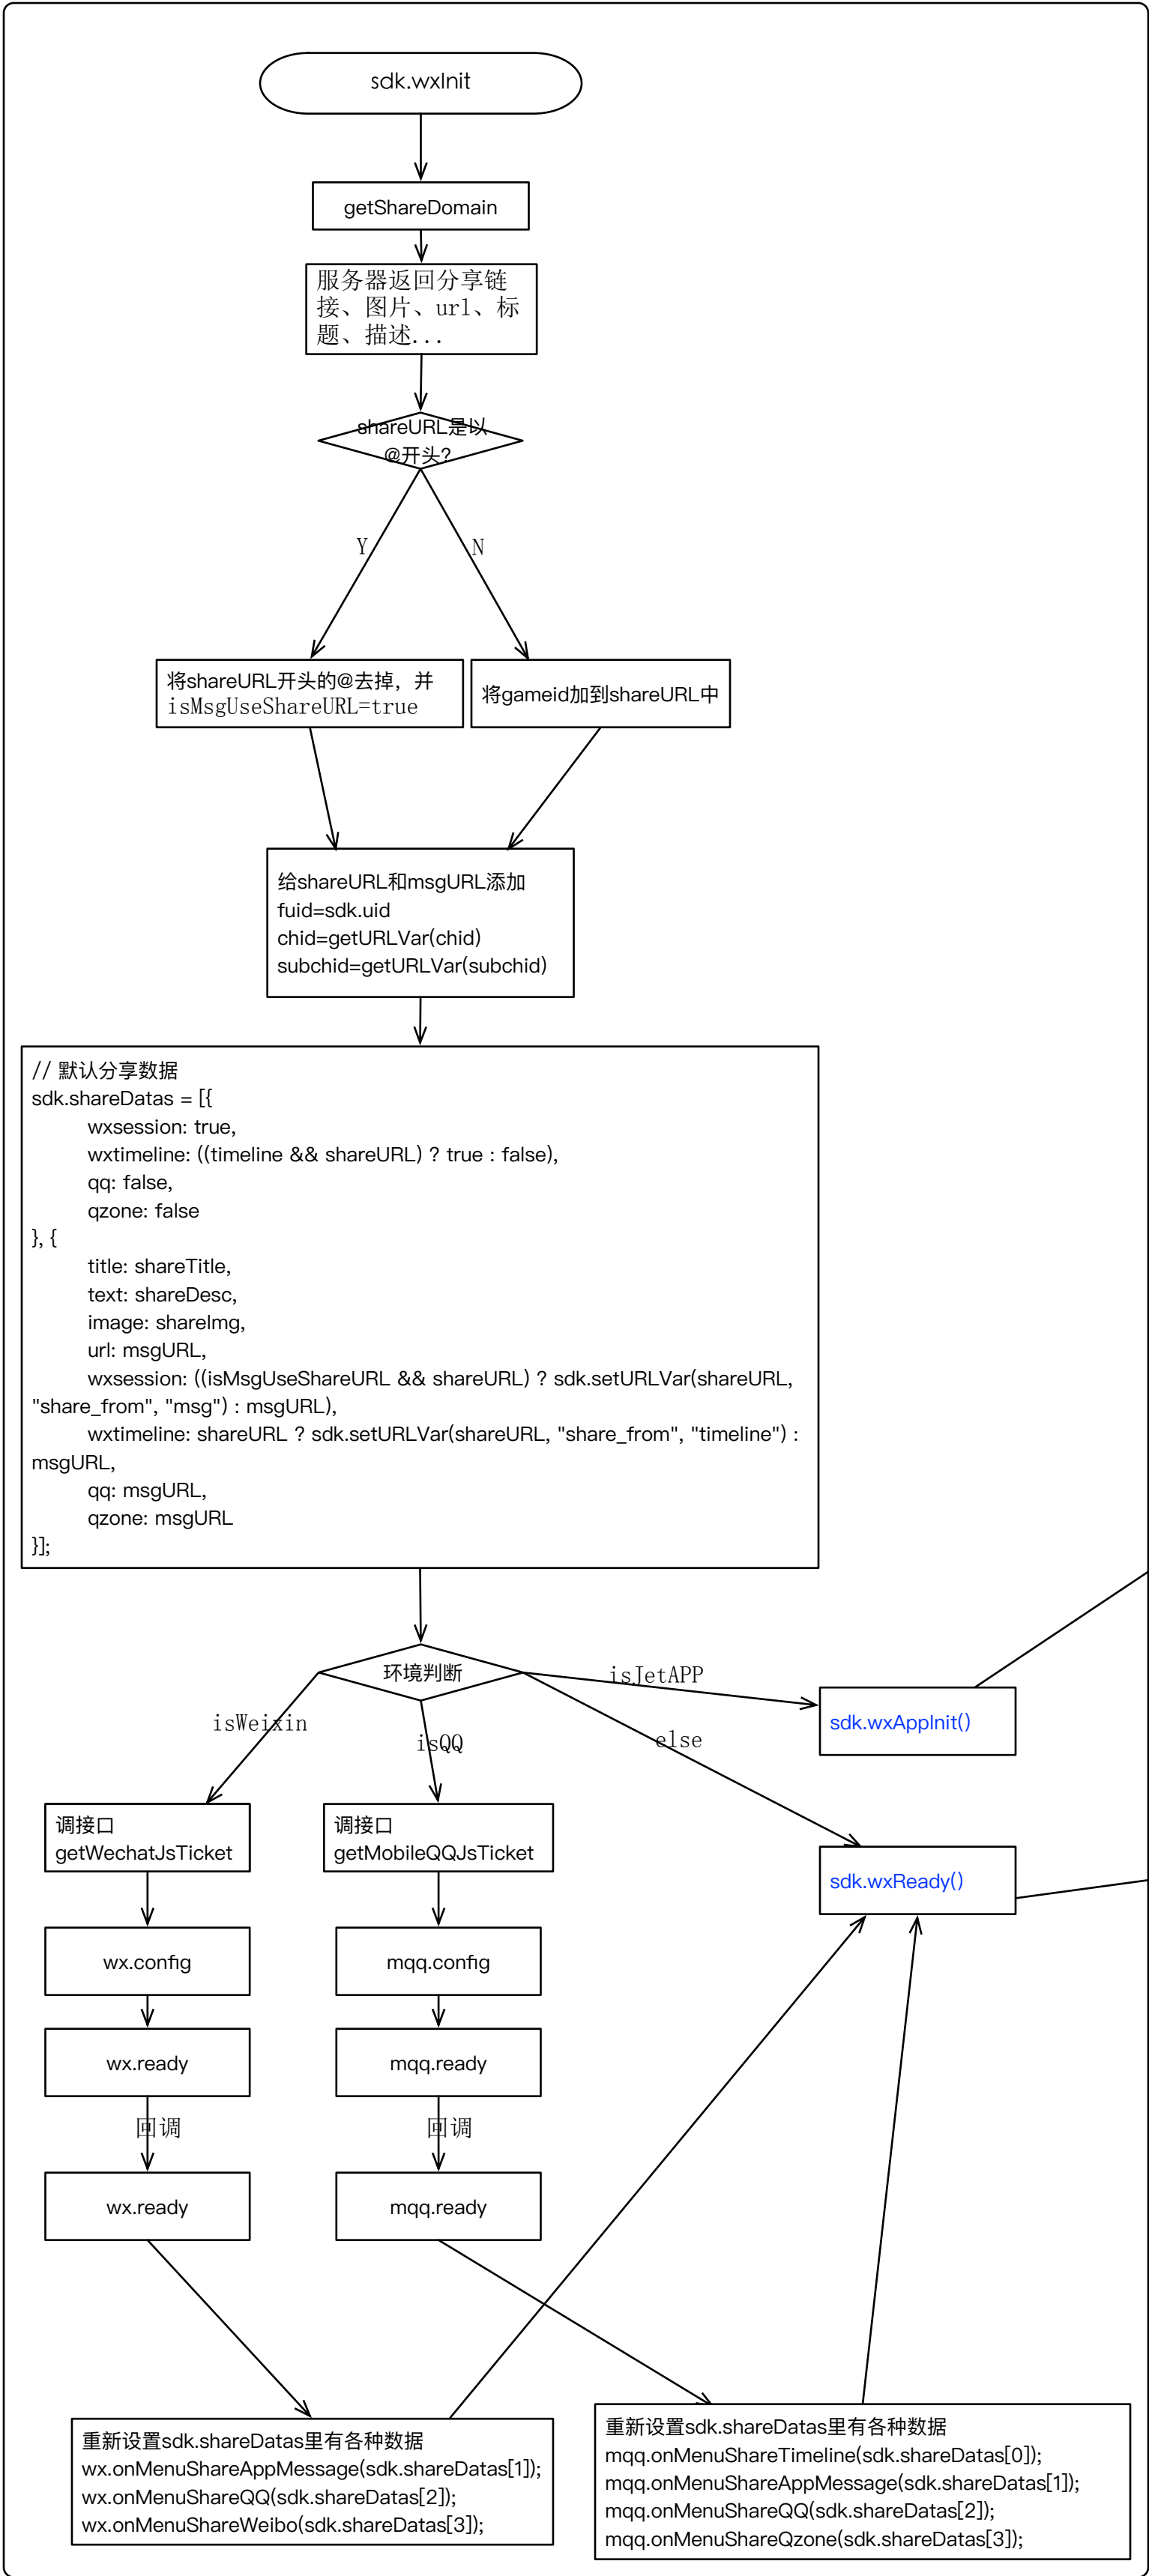 sdk.wxInit
getShareDomain
服务器返回分享链
接、图片、url、标
题、描述...
shareURL是以
@开头?
Y
N
将shareURL开头的@去掉，并
isMsgUseShareURL=true
将gameid加到shareURL中
给shareURL和msgURL添加
fuid=sdk.uid
chid=getURLVar(chid)
subchid=getURLVar(subchid)
// 默认分享数据
sdk.shareDatas = [{
wxsession: true,
wxtimeline: ((timeline && shareURL) ? true : false),
qq: false,
qzone: false
}, {
title: shareTitle,
text: shareDesc,
image: shareImg,
url: msgURL,
wxsession: ((isMsgUseShareURL && shareURL) ? sdk.setURLVar(shareURL,
"share_from", "msg") : msgURL),
wxtimeline: shareURL ? sdk.setURLVar(shareURL, "share_from", "timeline") :
msgURL,
qq: msgURL,
qzone: msgURL
}];
环境判断
isJetAPP
isWeixin
isQQ
else
sdk.wxAppInit()
调接口
getWechatJsTicket
调接口
getMobileQQJsTicket
sdk.wxReady()
wx.config
mqq.config
wx.ready
mqq.ready
回调
回调
wx.ready
mqq.ready
重新设置sdk.shareDatas里有各种数据
wx.onMenuShareAppMessage(sdk.shareDatas[1]);
wx.onMenuShareQQ(sdk.shareDatas[2]);
wx.onMenuShareWeibo(sdk.shareDatas[3]);
重新设置sdk.shareDatas里有各种数据
mqq.onMenuShareTimeline(sdk.shareDatas[0]);
mqq.onMenuShareAppMessage(sdk.shareDatas[1]);
mqq.onMenuShareQQ(sdk.shareDatas[2]);
mqq.onMenuShareQzone(sdk.shareDatas[3]);